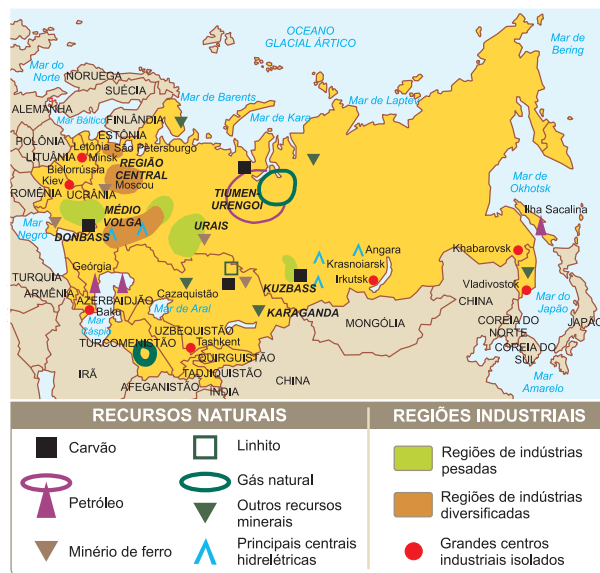 OCEANO
GLACIAL ÁRTICO
Mar de
Bering
Mar do
Norte
NORUEGA
SUÉCIA
Mar de Barents
Mar de Laptev
Mar de Kara
ALEMANHA
Mar Báltico
FINLÂNDIA
ESTÔNIA
POLÔNIA
Letônia
São Petersburgo
LITUÂNIA
Minsk
REGIÃO
CENTRAL
Bielorrússia
Kiev
Moscou
ROMÊNIA
UCRÂNIA
TIUMEN-
URENGOI
Mar de
Okhotsk
MÉDIO
VOLGA
URAIS
Mar
Negro
DONBASS
Ilha Sacalina
Angara
Khabarovsk
Geórgia
Krasnoiarsk
TURQUIA
KUZBASS
Irkutsk
Vladivostok
ARMÊNIA
Cazaquistão
AZERBAIDJÃO
CHINA
Mar do
Japão
Baku
Mar de Aral
KARAGANDA
MONGÓLIA
Mar
Cáspio
UZBEQUISTÃO
COREIA DO
NORTE
JAPÃO
TURCOMENISTÃO
Tashkent
QUIRGUISTÃO
COREIA DO
SUL
IRÃ
TADJIQUISTÃO
CHINA
AFEGANISTÃO
ÍNDIA
Mar
Amarelo
RECURSOS NATURAIS
Carvão
Petróleo
Minério de ferro
Linhito
Gás natural
Outros recursos
minerais
Principais centrais
hidrelétricas
REGIÕES INDUSTRIAIS
Regiões de indústrias
pesadas
Regiões de indústrias
diversificadas
Grandes centros
industriais isolados